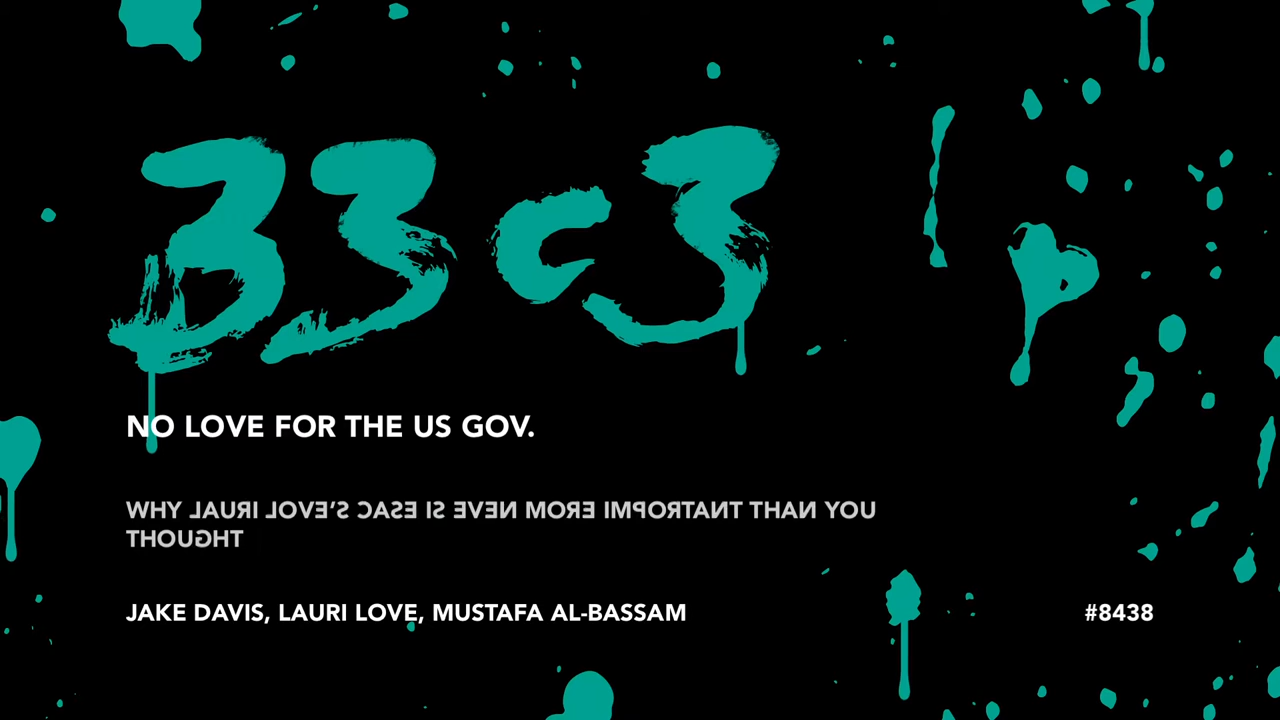 33c3
NO LOVE FOR THE US GOV.
WHY LAURI LOVE'S CASE IS EVEN MORE IMPORTANT THAN YOU
THOUGHT
JAKE DAVIS, LAURI LOVE, MUSTAFA AL-BASSAM
#8438